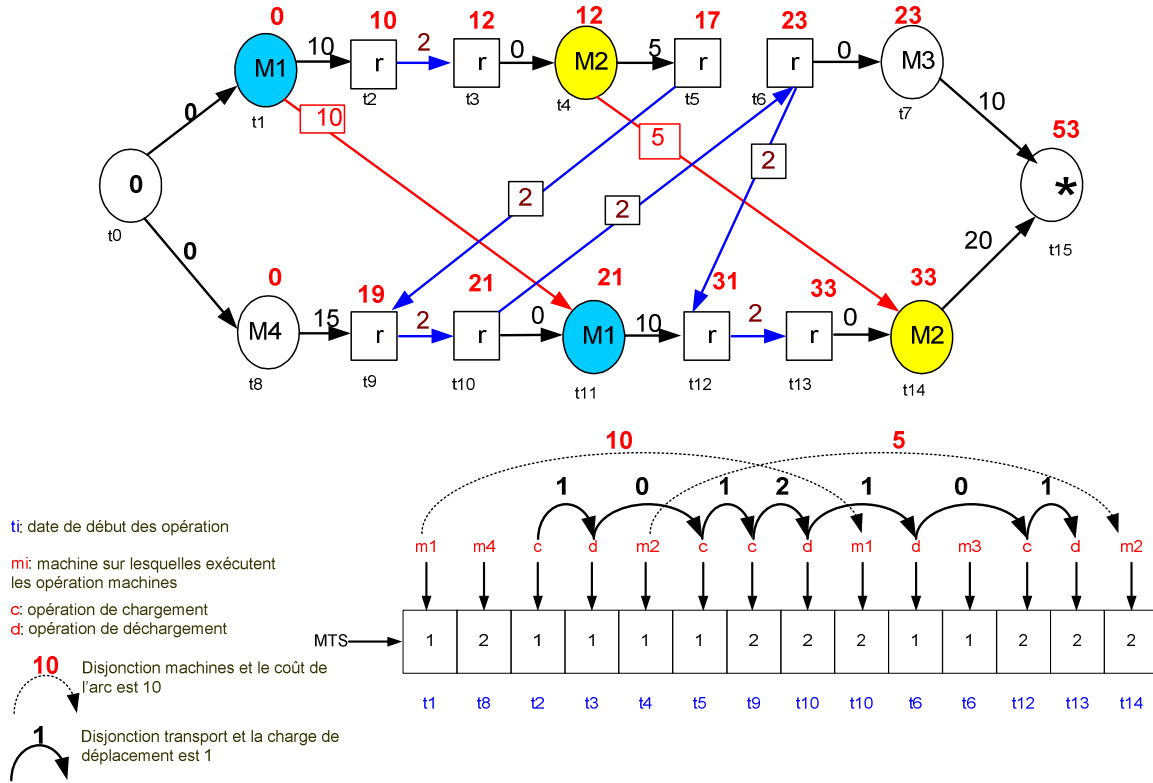 0 10 12 12 17 23 23
M1 10 r 2 r 0 M2 5 r r 0 M3
t1 t2 t3 t4 t5 t6 t7
0 10 5 2 10 53
0 2 2 *
t0 t15
0 20
0 19 21 21 31 33 33
M4 15 r 2 r 0 M1 10 r 2 r 0 M2
t8 t9 t10 t11 t12 t13 t14
10 5
1 0 1 2 1 0 1
m1 m4 c d m2 c c d m1 d m3 c d m2
MTS 1 2 1 1 1 1 2 2 2 1 1 2 2 2
t1 t8 t2 t3 t4 t5 t9 t10 t10 t6 t6 t12 t13 t14
ti: date de début des opération
mi: machine sur lesquelles exécutent
les opération machines
c: opération de chargement
d: opération de déchargement
10 Disjonction machines et le coût de
l'arc est 10
1 Disjonction transport et la charge de
déplacement est 1